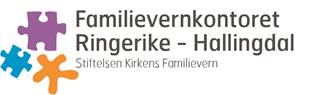 Familievernkontoret
Ringerike – Hallingdal
Stiftelsen Kirkens Familievern